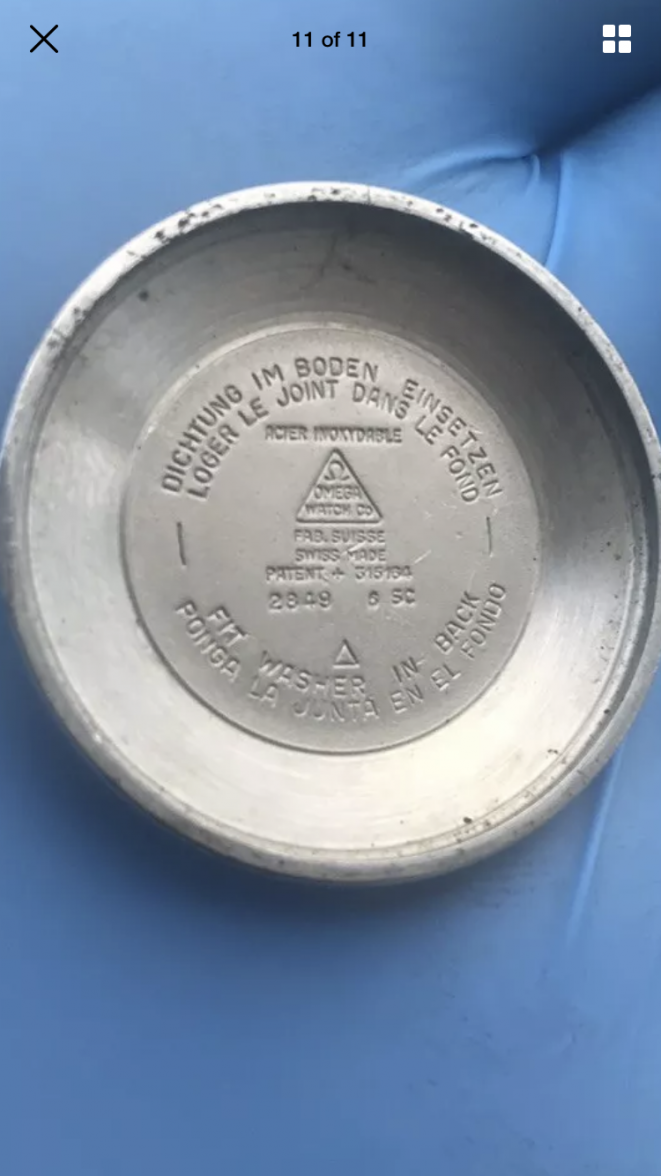 11 of 11
DICHTUNG IM BODEN EINSETZEN
LOGER LE JOINT DANS LE FOND
ACIER INOXYDABLE
Ω
OMEGA
WATCH Co
FAB. SUISSE
SWISS MADE
PATENT + 315164
2849 6 SC
FIT WASHER IN BACK
PONGA LA JUNTA EN EL FONDO